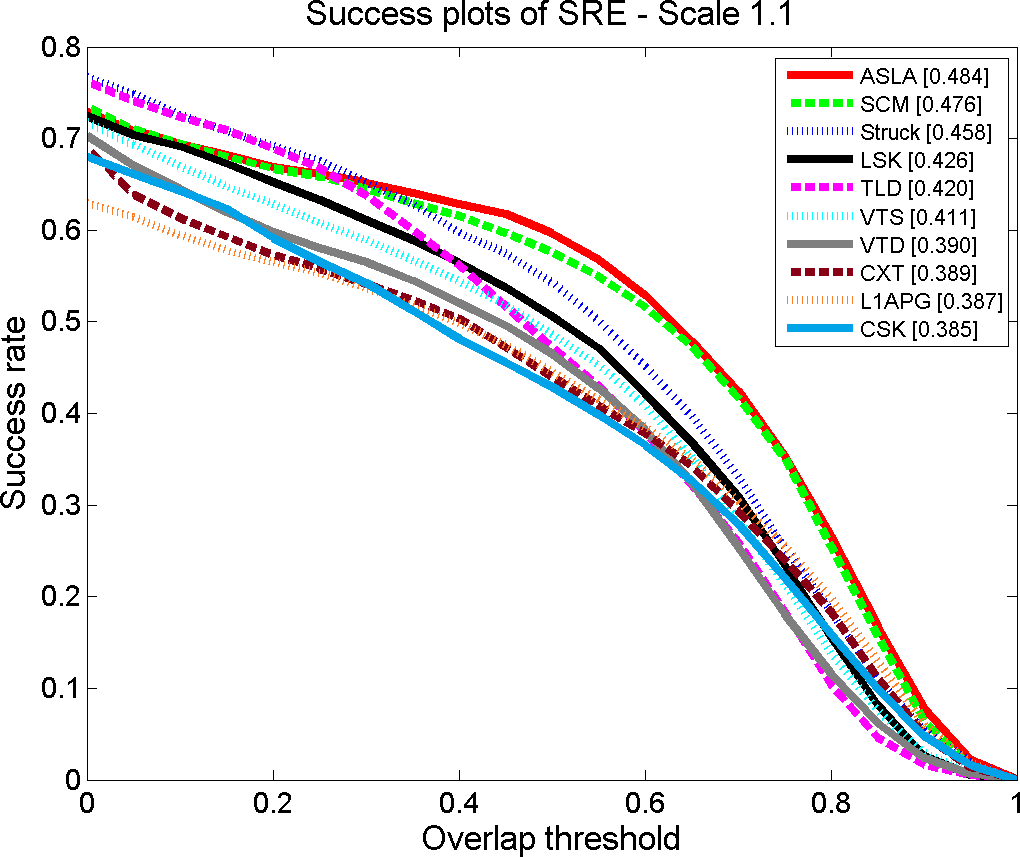 Success plots of SRE - Scale 1.1
0.8
0.7
0.6
0.5
0.4
0.3
0.2
0.1
0
Success rate
ASLA [0.484]
SCM [0.476]
Struck [0.458]
LSK [0.426]
TLD [0.420]
VTS [0.411]
VTD [0.390]
CXT [0.389]
L1APG [0.387]
CSK [0.385]
0 0.2 0.4 0.6 0.8 1
Overlap threshold